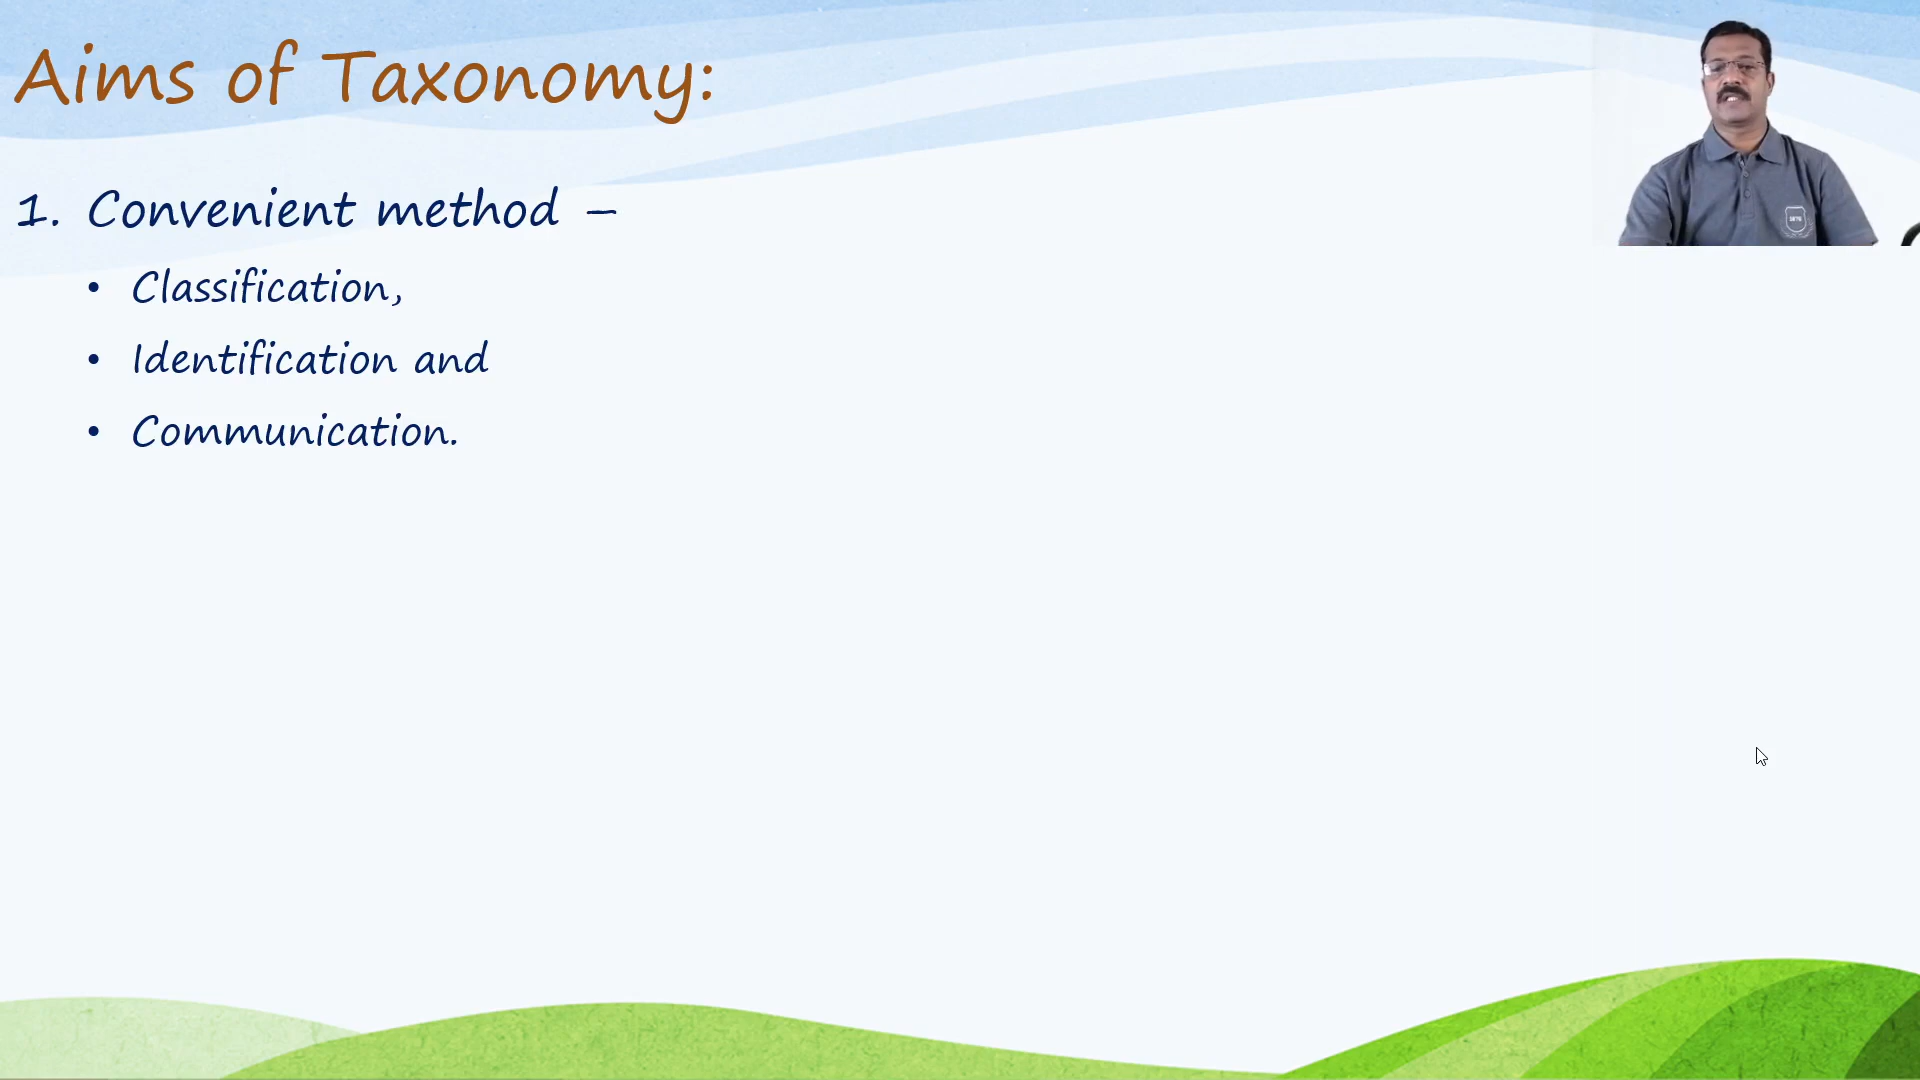 Aims of Taxonomy:
1. Convenient method –
• Classification,
• Identification and
• Communication.